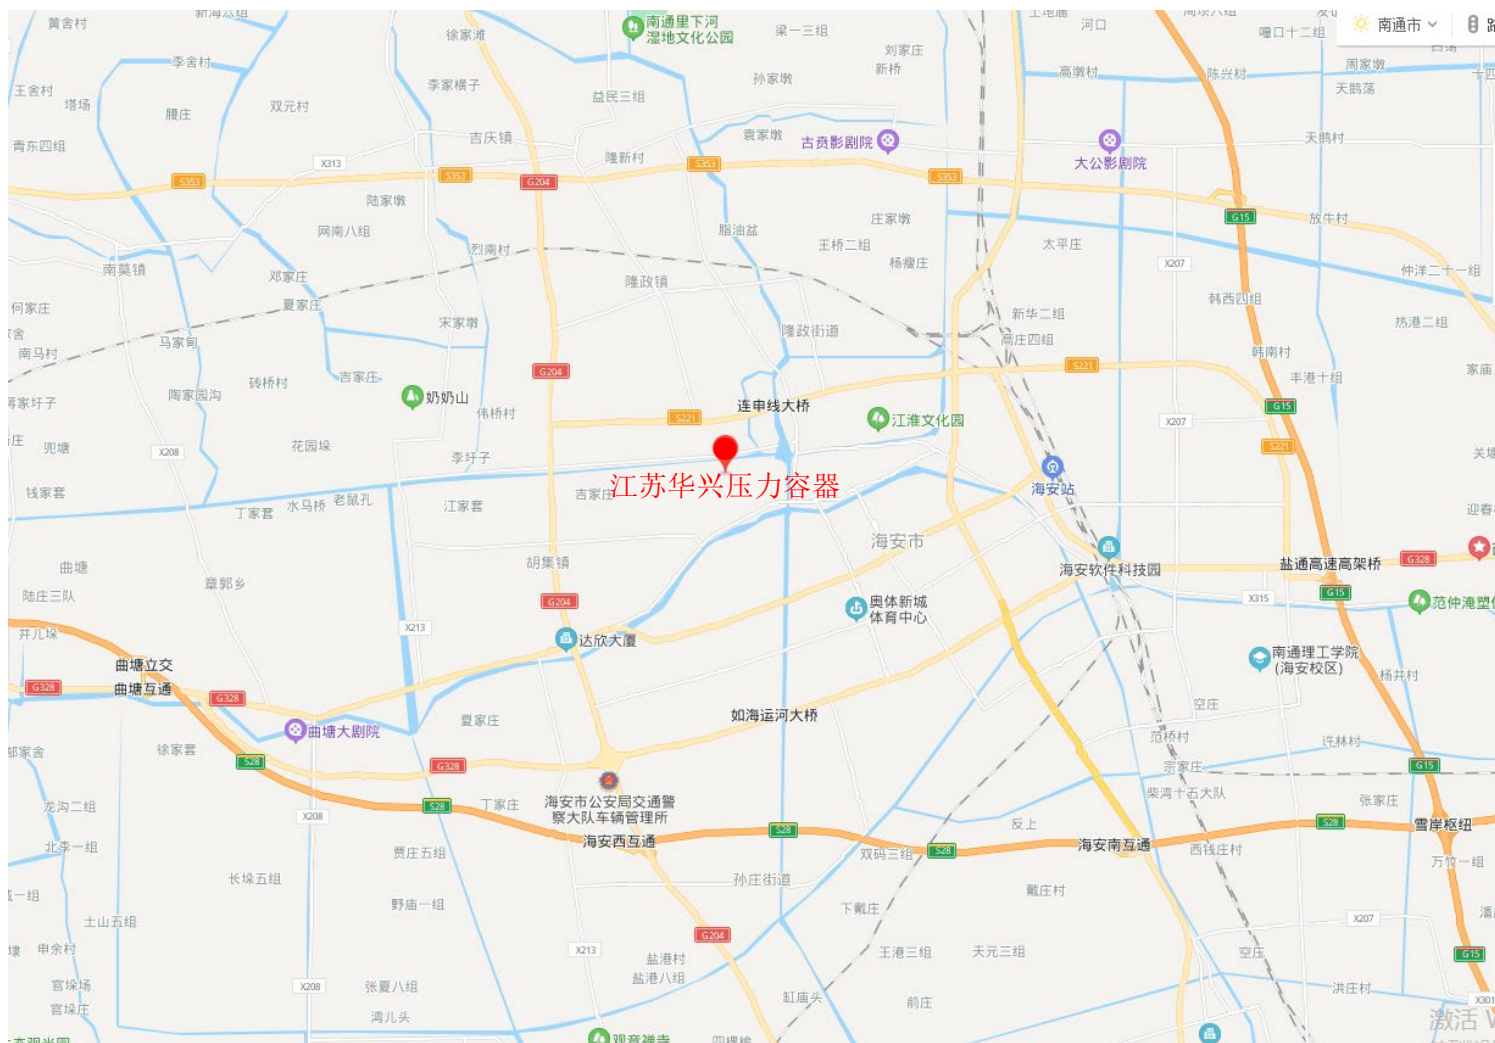 黄舍村
南通里下河
湿地文化公园
徐家滩
梁一三组
河口
噇口十二组
南通市
李舍村
刘家庄
新桥
高墩村
陈兴村
周家墩
天鹅荡
王舍村
塔场
腰庄
双元村
李家横子
益民三组
孙家墩
青东四组
X313
吉庆镇
隆新村
袁家墩
古贲影剧院
大公影剧院
天鹅村
S353
S353
G204
S353
S353
陆家墩
网南八组
烈南村
脂油盆
庄家墩
王桥二组
杨瘦庄
太平庄
G15
放牛村
X207
仲洋二十一组
南莫镇
邓家庄
夏家庄
隆政镇
何家庄
宋家墩
隆政街道
新华二组
高庄四组
韩西四组
热港二组
南马村
马家甸
砖桥村
吉家庄
G204
S221
韩南村
丰港十组
家庙
陶家园沟
奶奶山
伟桥村
S221
连申线大桥
江淮文化园
X207
G15
S221
兜塘
X208
花园垛
李圩子
海安站
钱家套
丁家套
水马桥
老鼠孔
江家套
吉家庄
江苏华兴压力容器
海安市
曲塘
章郭乡
胡集镇
海安软件科技园
盐通高速高架桥
G328
陆庄三队
G204
奥体新城
体育中心
X315
G15
井儿垛
X213
达欣大厦
南通理工学院
(海安校区)
杨井村
曲塘立交
曲塘互通
G328
G328
曲塘大剧院
夏家庄
如海运河大桥
空庄
范桥村
许林村
徐家套
S28
G328
宗家庄
G15
龙沟二组
X208
S28
丁家庄
海安市公安局交通警
察大队车辆管理所
海安西互通
S28
柴湾十五大队
张家庄
反上
S28
雪岸枢纽
北李一组
贾庄五组
双码三组
S28
海安南互通
西钱庄村
万竹一组
长垛五组
孙庄街道
戴庄村
野庙一组
下戴庄
士山五组
G204
X207
申余村
X213
盐港村
盐港八组
王港三组
天元三组
空庄
G15
官垛场
官垛庄
X208
张夏八组
湾儿头
缸庙头
前庄
洪庄村
X301
观音禅寺
激活